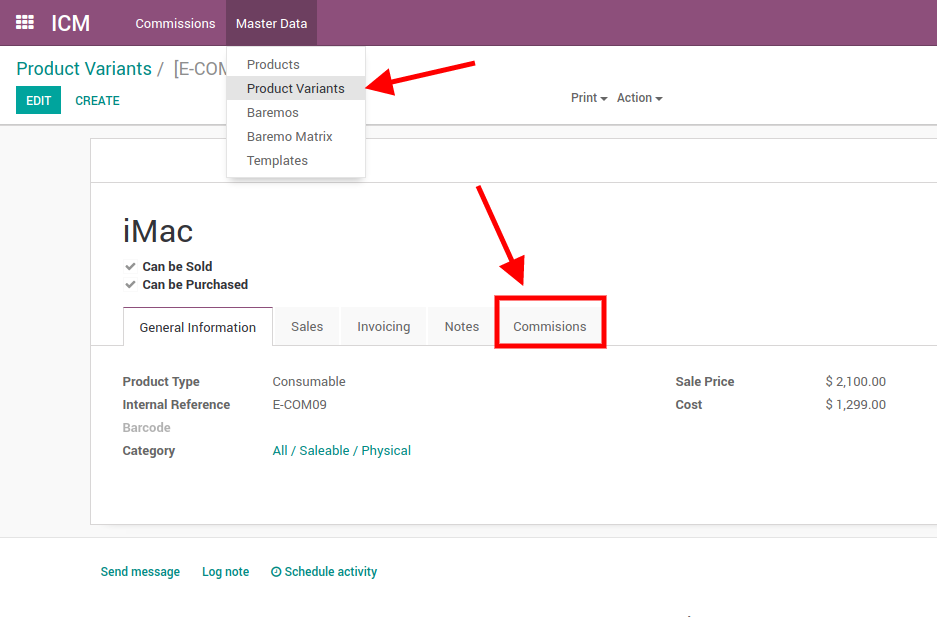 ICM Commissions Master Data
Products
Product Variants / [E-COM
Product Variants
EDIT CREATE
Print Action
Baremos
Baremo Matrix
Templates
iMac
Can be Sold
Can be Purchased
General Information Sales Invoicing Notes Commisions
Product Type Consumable Sale Price $ 2,100.00
Internal Reference E-COM09 Cost $ 1,299.00
Barcode
Category All / Saleable / Physical
Send message Log note Schedule activity